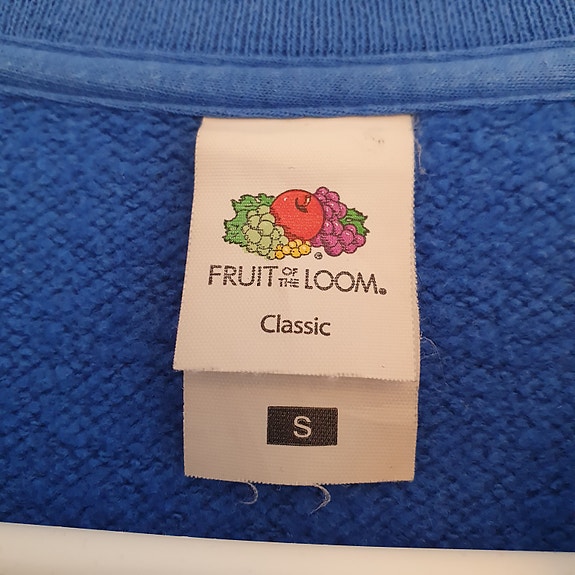 FRUIT OF THE LOOM®
Classic
S